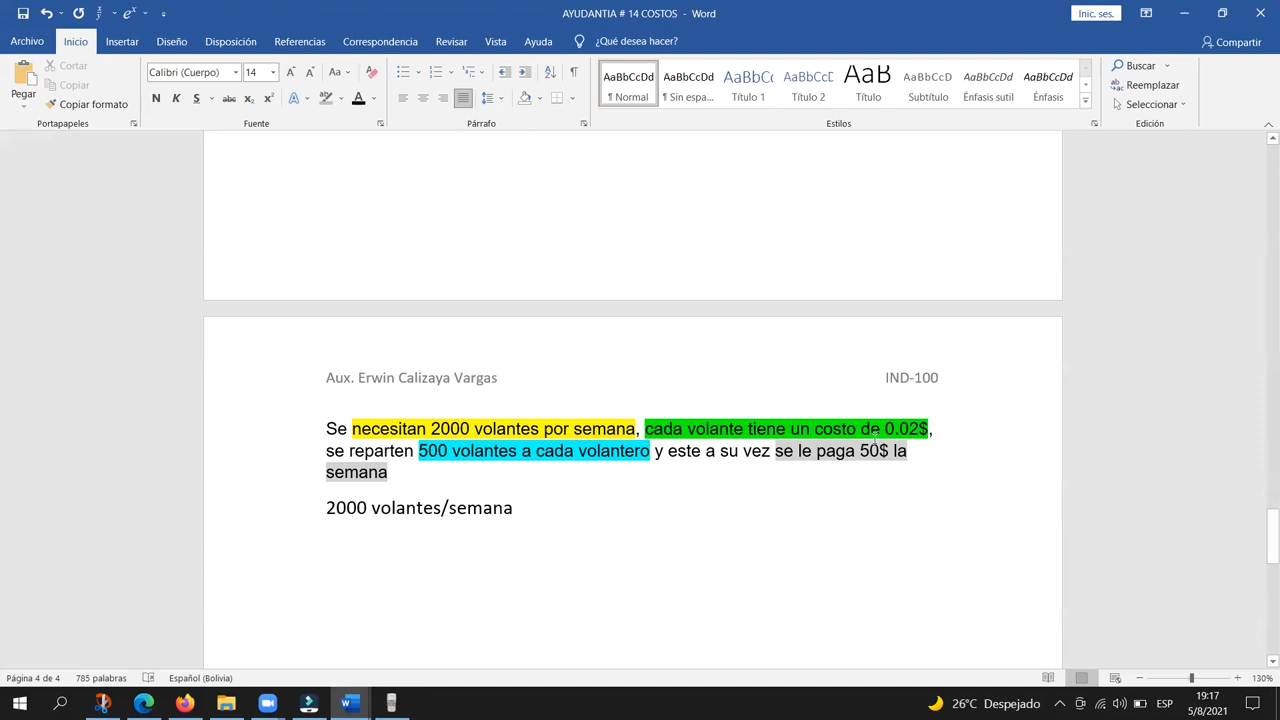 AYUDANTIA # 14 COSTOS - Word
Inic. ses.
Archivo Inicio Insertar Diseño Disposición Referencias Correspondencia Revisar Vista Ayuda ¿Qué desea hacer? Compartir
Pegar
Cortar
Copiar
Copiar formato
Portapapeles
Calibri (Cuerpo) 14
Aa
N K S abc x₂ x² A A
Fuente
Párrafo
AaBbCcDd AaBbCcDd AaBbCc AaBbCcD AaB AaBbCcD AaBbCcDd AaBbCcDd
¶ Normal ¶ Sin espa... Título 1 Título 2 Título Subtítulo Énfasis sutil Énfasis
Estilos
Buscar
Reemplazar
Seleccionar
Edición
Aux. Erwin Calizaya Vargas IND-100
Se necesitan 2000 volantes por semana, cada volante tiene un costo de 0.02$,
se reparten 500 volantes a cada volantero y este a su vez se le paga 50$ la
semana
2000 volantes/semana
Página 4 de 4 785 palabras Español (Bolivia) 130%
26°C Despejado ESP 19:17
5/8/2021